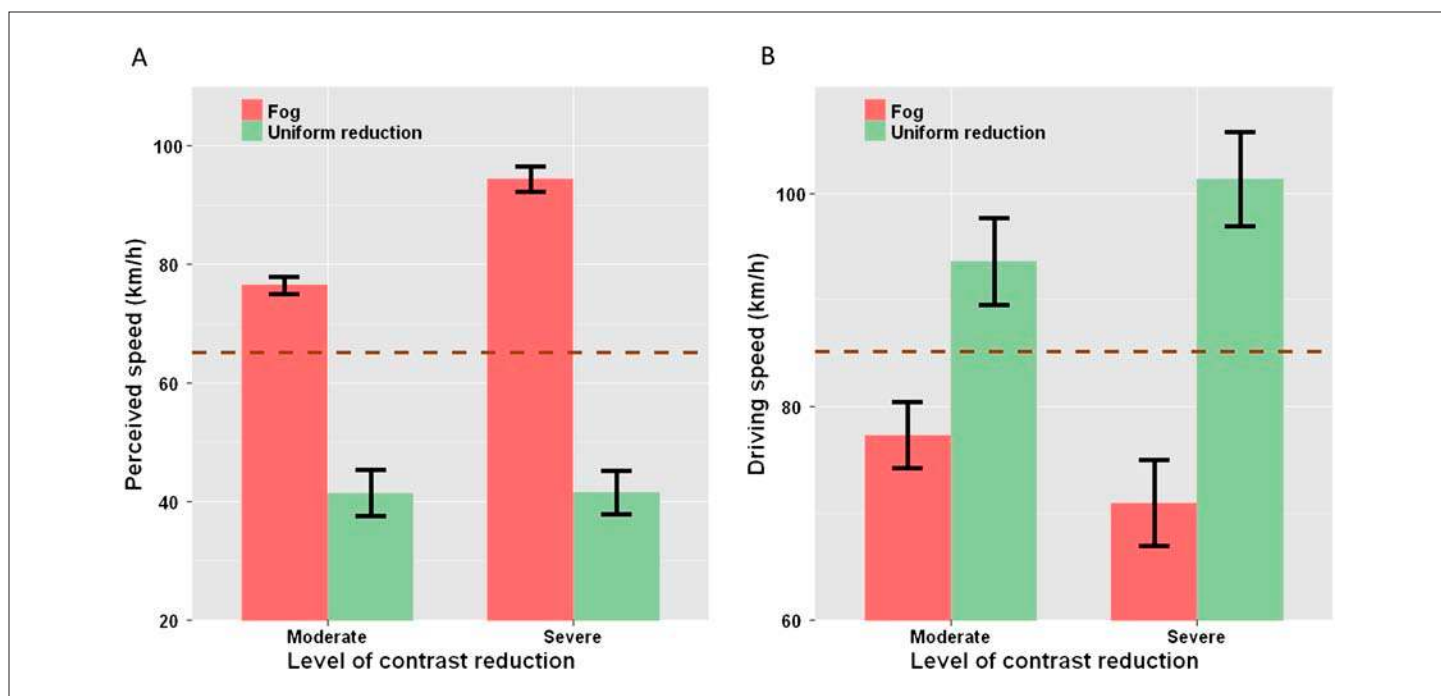 A
Fog
Uniform reduction
100
80
60
40
20
Perceived speed (km/h)
Moderate
Severe
Level of contrast reduction
B
Fog
Uniform reduction
100
80
60
Driving speed (km/h)
Moderate
Severe
Level of contrast reduction